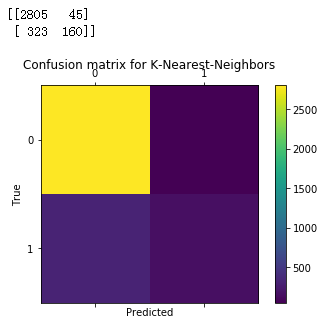 [[2805 45]
[ 323 160]]
Confusion matrix for K-Nearest-Neighbors
0 1
0
1
True
Predicted
2500
2000
1500
1000
500